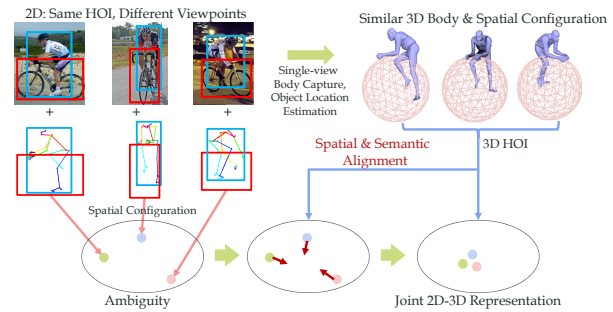 2D: Same HOI, Different Viewpoints
Similar 3D Body & Spatial Configuration
Single-view
Body Capture,
Object Location
Estimation
+
+
+
Spatial & Semantic
Alignment
3D HOI
Spatial Configuration
Ambiguity
Joint 2D-3D Representation